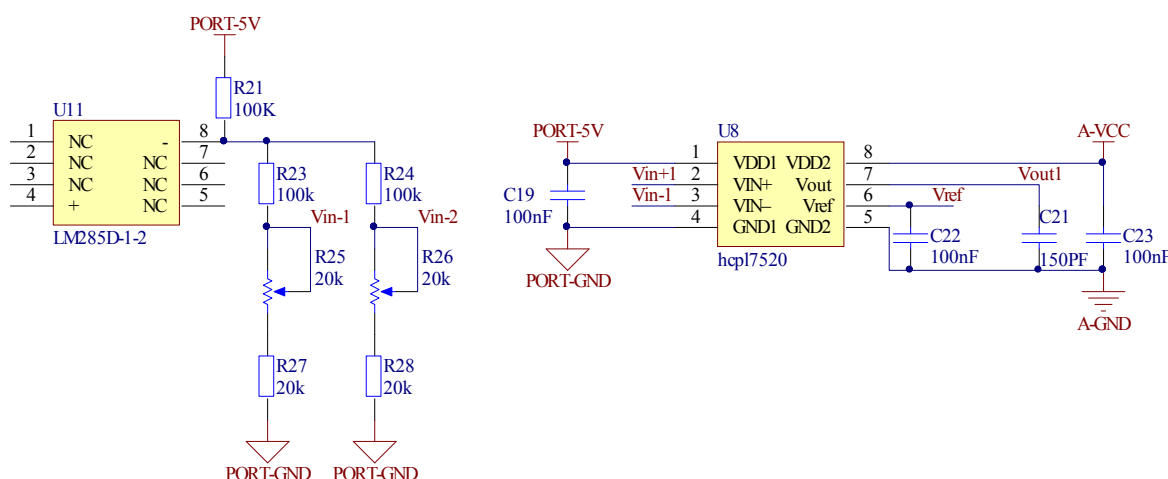 PORT-5V
R21
100K
U11
1
2
3
4
NC
NC
NC
+
-
NC
NC
NC
8
7
6
5
LM285D-1-2
R23
100k
R24
100k
Vin-1
Vin-2
R25
20k
R26
20k
R27
20k
R28
20k
PORT-GND
PORT-GND
PORT-5V
C19
100nF
PORT-GND
Vin+1
Vin-1
1
2
3
4
U8
VDD1
VIN+
VIN–
GND1
VDD2
Vout
Vref
GND2
8
7
6
5
hcpl7520
A-VCC
Vout1
Vref
C22
100nF
C21
150PF
C23
100nF
A-GND